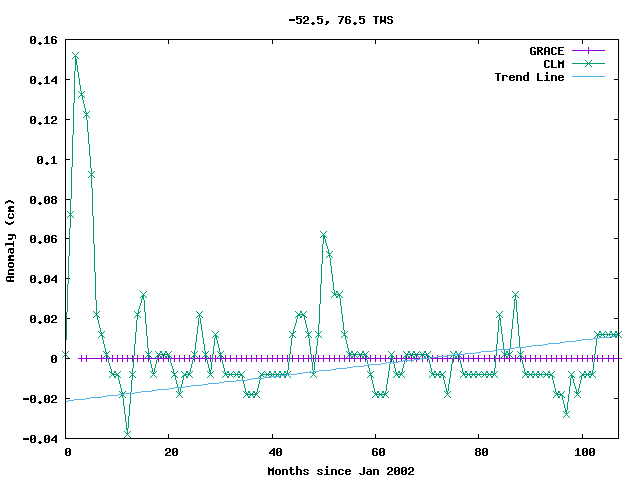 -52.5, 76.5 TWS
0.16
0.14
0.12
0.1
0.08
0.06
0.04
0.02
0
-0.02
-0.04
Anomaly (cm)
GRACE
CLM
Trend Line
0 20 40 60 80 100
Months since Jan 2002